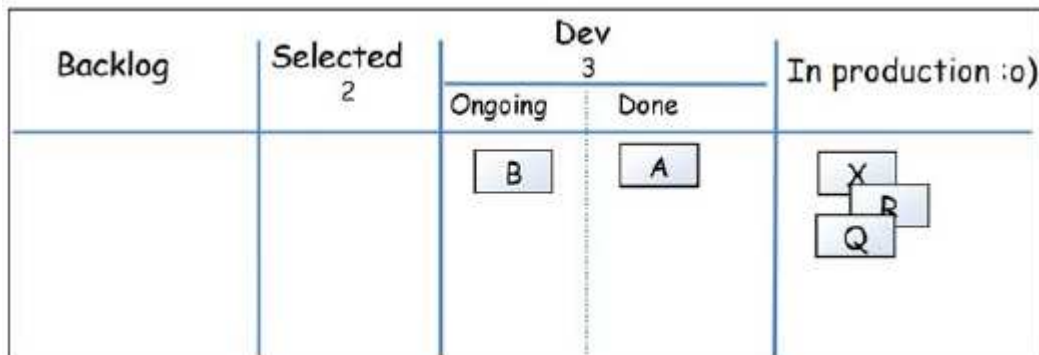 Backlog
Selected
2
Dev
3
Ongoing
Done
In production :o)
B
A
X
R
Q